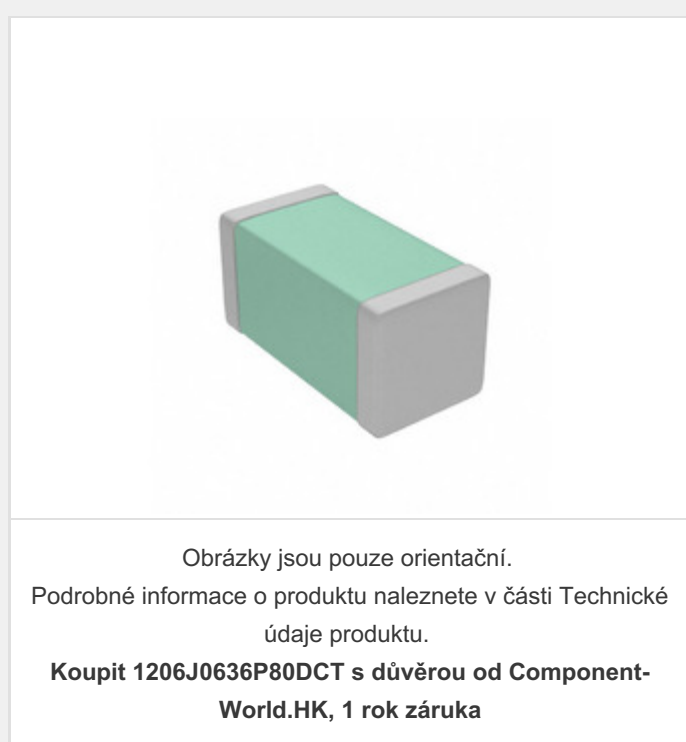 Obrázky jsou pouze orientační.
Podrobné informace o produktu naleznete v části Technické
údaje produktu.
Koupit 1206J0636P80DCT s důvěrou od Component-
World.HK, 1 rok záruka